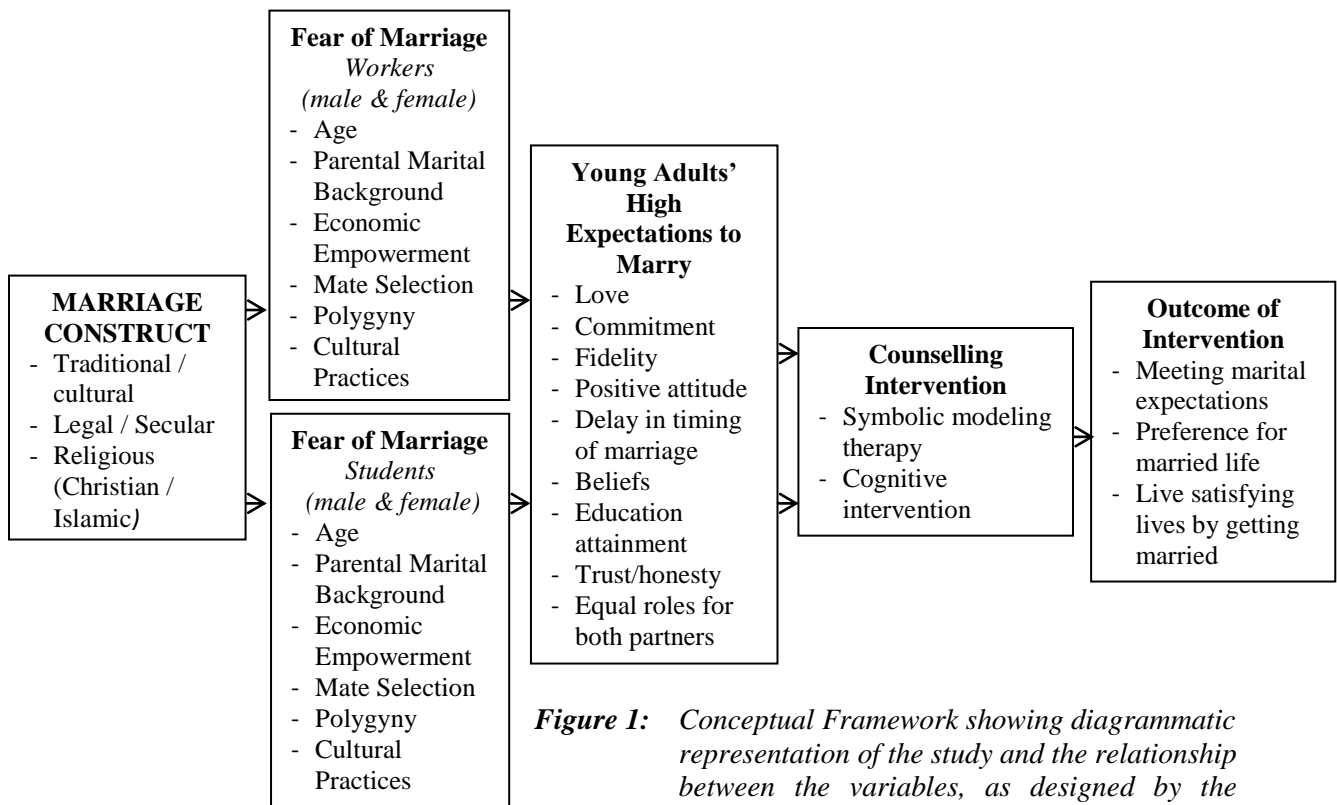 MARRIAGE
CONSTRUCT
- Traditional /
cultural
- Legal / Secular
- Religious
(Christian /
Islamic)
Fear of Marriage
Workers
(male & female)
- Age
- Parental Marital
Background
- Economic
Empowerment
- Mate Selection
- Polygyny
- Cultural
Practices
Fear of Marriage
Students
(male & female)
- Age
- Parental Marital
Background
- Economic
Empowerment
- Mate Selection
- Polygyny
- Cultural
Practices
Young Adults’
High
Expectations to
Marry
- Love
- Commitment
- Fidelity
- Positive attitude
- Delay in timing
of marriage
- Beliefs
- Education
attainment
- Trust/honesty
- Equal roles for
both partners
Counselling
Intervention
- Symbolic modeling
therapy
- Cognitive
intervention
Outcome of
Intervention
- Meeting marital
expectations
- Preference for
married life
- Live satisfying
lives by getting
married
Figure 1: Conceptual Framework showing diagrammatic
representation of the study and the relationship
between the variables, as designed by the